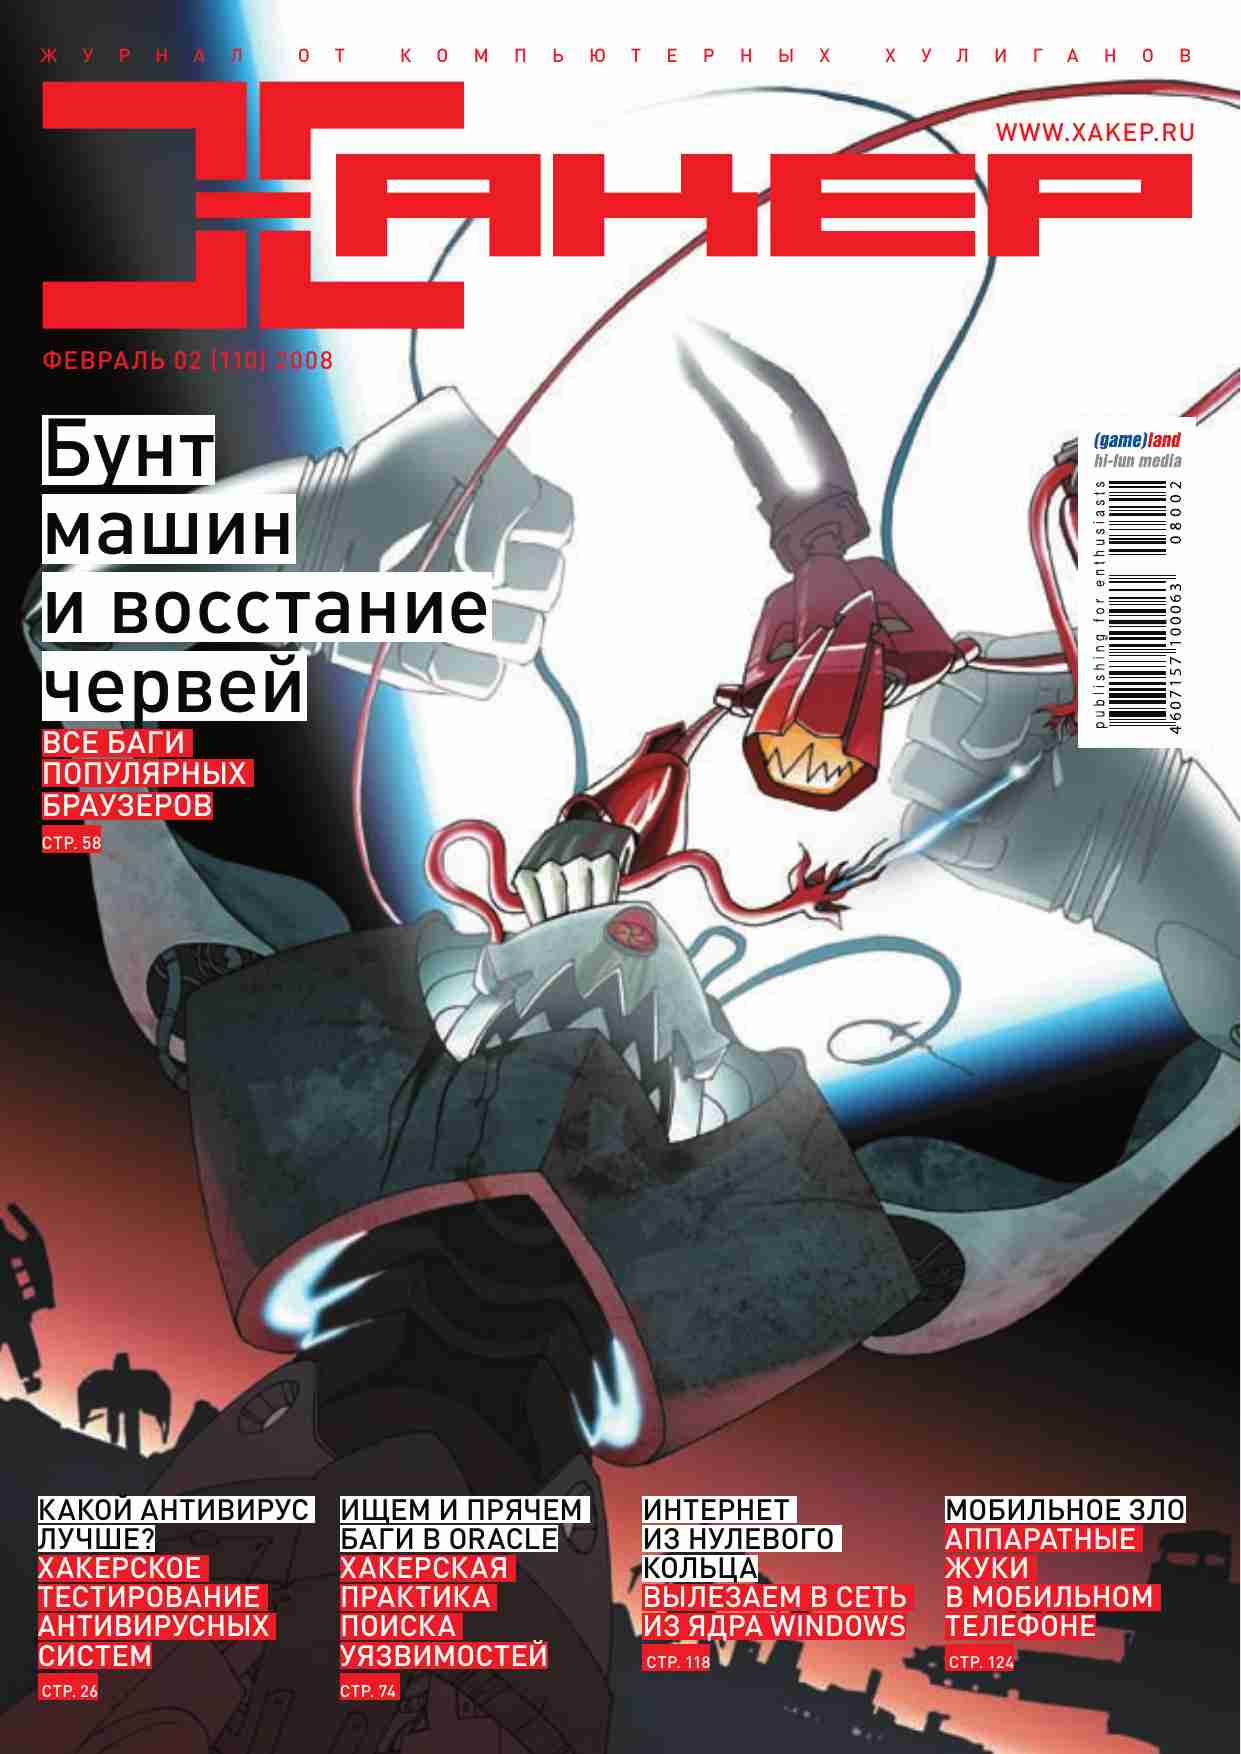 ЖУРНАЛ ОТ КОМПЬЮТЕРНЫХ ХУЛИГАНОВ
WWW.XAKEP.RU
ХАКЕР
ФЕВРАЛЬ 02 (110) 2008
Бунт
машин
и восстание
червей
ВСЕ БАГИ
ПОПУЛЯРНЫХ
БРАУЗЕРОВ
СТР. 58
(game)land
hi-fun media
publishing for enthusiasts
4 607157 100063
08002
КАКОЙ АНТИВИРУС
ЛУЧШЕ?
ХАКЕРСКОЕ
ТЕСТИРОВАНИЕ
АНТИВИРУСНЫХ
СИСТЕМ
СТР. 26
ИЩЕМ И ПРЯЧЕМ
БАГИ В ORACLE
ХАКЕРСКАЯ
ПРАКТИКА
ПОИСКА
УЯЗВИМОСТЕЙ
СТР. 74
ИНТЕРНЕТ
ИЗ НУЛЕВОГО
КОЛЬЦА
ВЫЛЕЗАЕМ В СЕТЬ
ИЗ ЯДРА WINDOWS
СТР. 118
МОБИЛЬНОЕ ЗЛО
АППАРАТНЫЕ
ЖУКИ
В МОБИЛЬНОМ
ТЕЛЕФОНЕ
СТР. 124